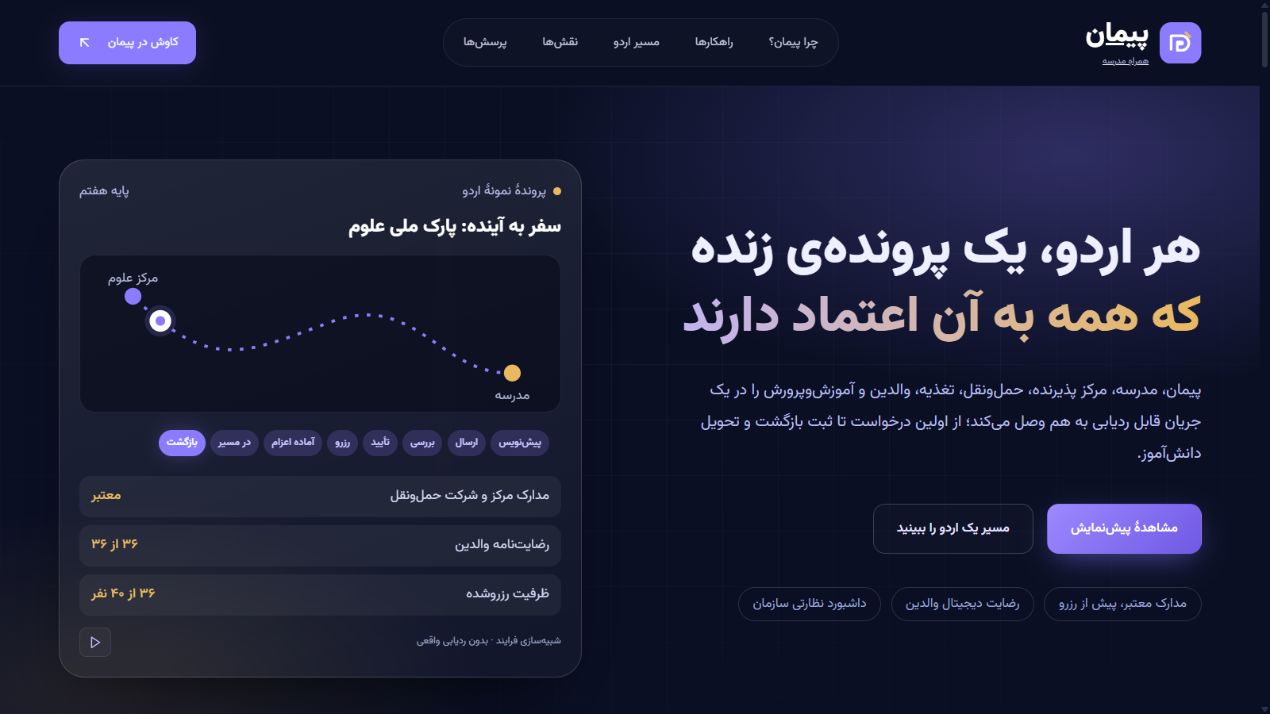 پیمان
همراه مدرسه
چرا پیمان؟
راهکارها
مسیر اردو
نقش‌ها
پرسش‌ها
کاوش در پیمان
هر اردو، یک پرونده‌ی زنده
که همه به آن اعتماد دارند
پیمان، مدرسه، مرکز پذیرنده، حمل‌ونقل، تغذیه، والدین و آموزش‌وپرورش را در یک
جریان قابل ردیابی به هم وصل می‌کند؛ از اولین درخواست تا ثبت بازگشت و تحویل
دانش‌آموز.
مشاهدهٔ پیش‌نمایش
مسیر یک اردو را ببینید
مدارک معتبر، پیش از رزرو
رضایت دیجیتال والدین
داشبورد نظارتی سازمان
پروندهٔ نمونهٔ اردو
پایه هفتم
سفر به آینده: پارک ملی علوم
مرکز علوم
مدرسه
پیش‌نویس
ارسال
بررسی
تأیید
رزرو
آماده اعزام
در مسیر
بازگشت
مدارک مرکز و شرکت حمل‌ونقل
معتبر
رضایت‌نامه والدین
۳۶ از ۳۶
ظرفیت رزروشده
۳۶ از ۴۰ نفر
شبیه‌سازی فرایند · بدون ردیابی واقعی